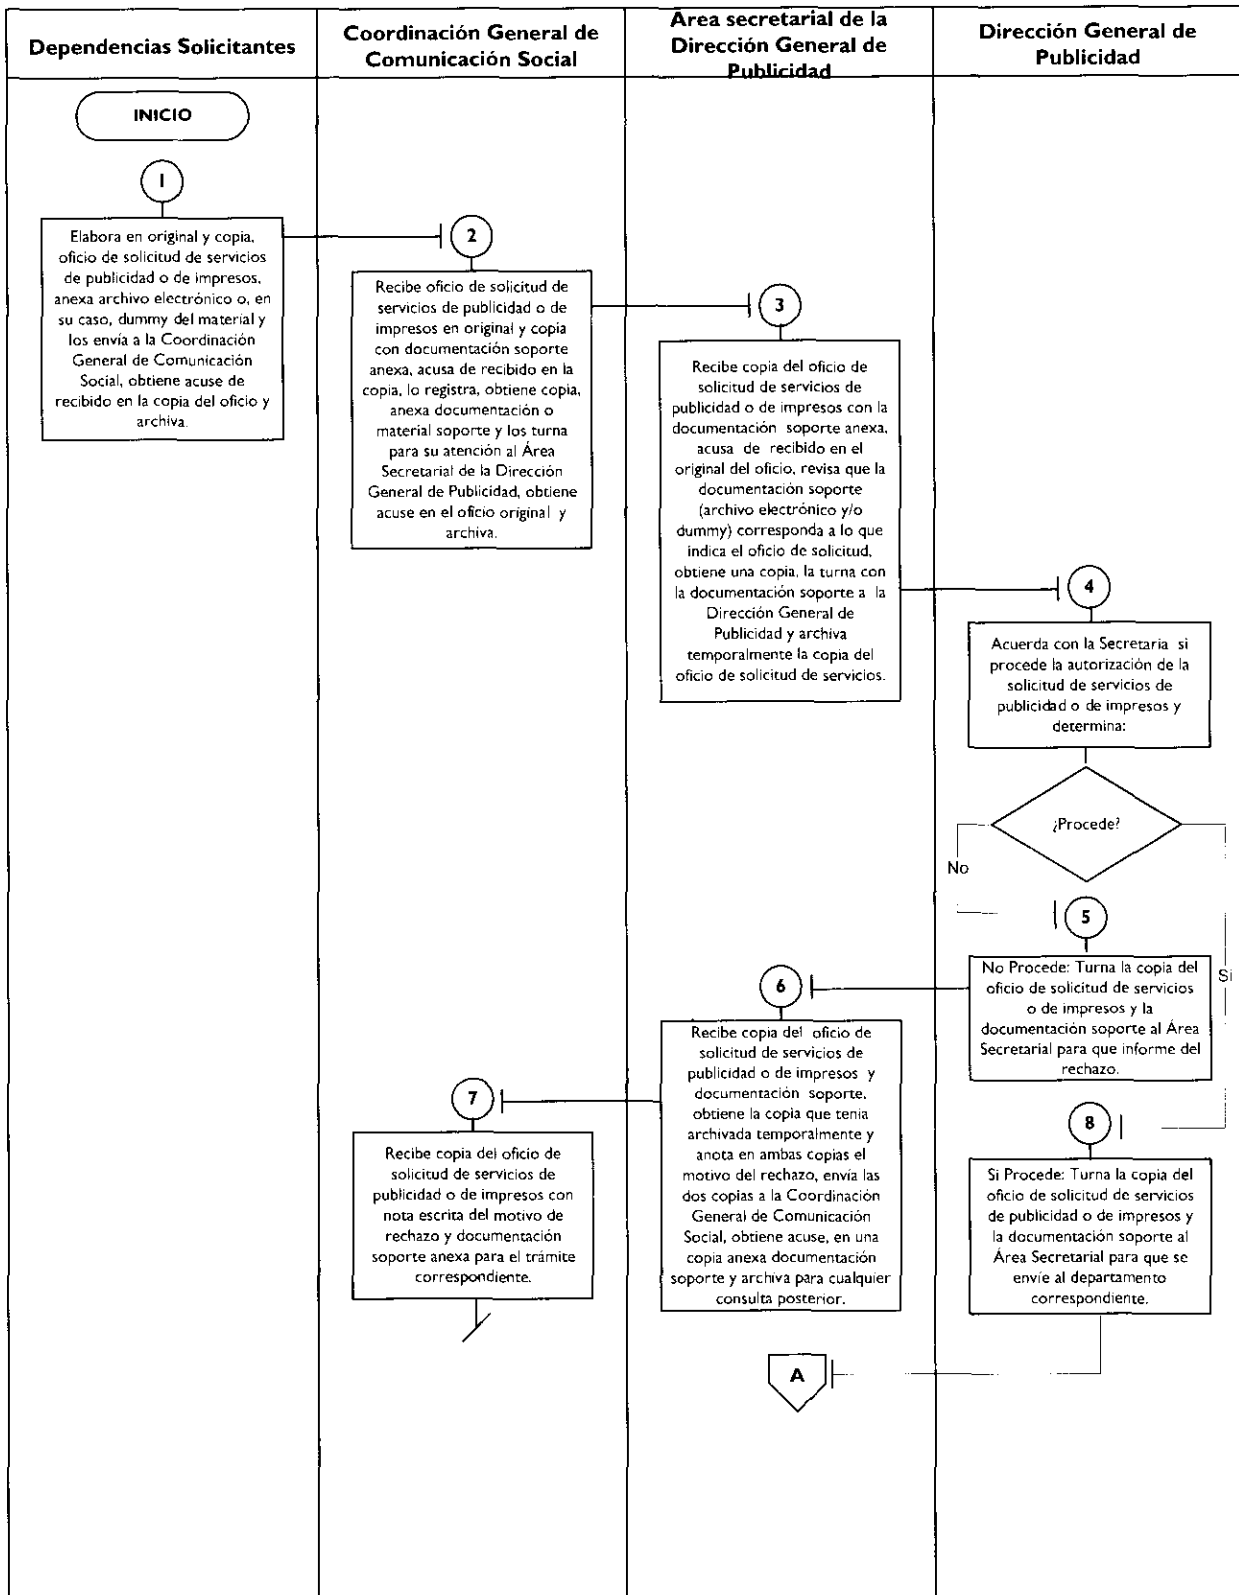 Dependencias Solicitantes
Coordinación General de
Comunicación Social
Area secretarial de la
Dirección General de
Publicidad
Dirección General de
Publicidad
INICIO
1
Elabora en original y copia,
oficio de solicitud de servicios
de publicidad o de impresos,
anexa archivo electrónico o, en
su caso, dummy del material y
los envía a la Coordinación
General de Comunicación
Social, obtiene acuse de
recibido en la copia del oficio y
archiva.
2
Recibe oficio de solicitud de
servicios de publicidad o de
impresos en original y copia
con documentación soporte
anexa, acusa de recibido en la
copia, lo registra, obtiene copia,
anexa documentación o
material soporte y los turna
para su atención al Área
Secretarial de la Dirección
General de Publicidad, obtiene
acuse en el oficio original y
archiva.
3
Recibe copia del oficio de
solicitud de servicios de
publicidad o de impresos con la
documentación soporte anexa,
acusa de recibido en el
original del oficio, revisa que la
documentación soporte
(archivo electrónico y/o
dummy) corresponda a lo que
indica el oficio de solicitud,
obtiene una copia, la turna con
la documentación soporte a la
Dirección General de
Publicidad y archiva
temporalmente la copia del
oficio de solicitud de servicios.
4
Acuerda con la Secretaria si
procede la autorización de la
solicitud de servicios de
publicidad o de impresos y
determina:
¿Procede?
No
Si
5
No Procede: Turna la copia del
oficio de solicitud de servicios
o de impresos y la
documentación soporte al Área
Secretarial para que informe del
rechazo.
6
Recibe copia del oficio de
solicitud de servicios de
publicidad o de impresos y
documentación soporte,
obtiene la copia que tenia
archivada temporalmente y
anota en ambas copias el
motivo del rechazo, envía las
dos copias a la Coordinación
General de Comunicación
Social, obtiene acuse, en una
copia anexa documentación
soporte y archiva para cualquier
consulta posterior.
7
Recibe copia del oficio de
solicitud de servicios de
publicidad o de impresos con
nota escrita del motivo de
rechazo y documentación
soporte anexa para el trámite
correspondiente.
8
Si Procede: Turna la copia del
oficio de solicitud de servicios
de publicidad o de impresos y
la documentación soporte al
Área Secretarial para que se
envíe al departamento
correspondiente.
A